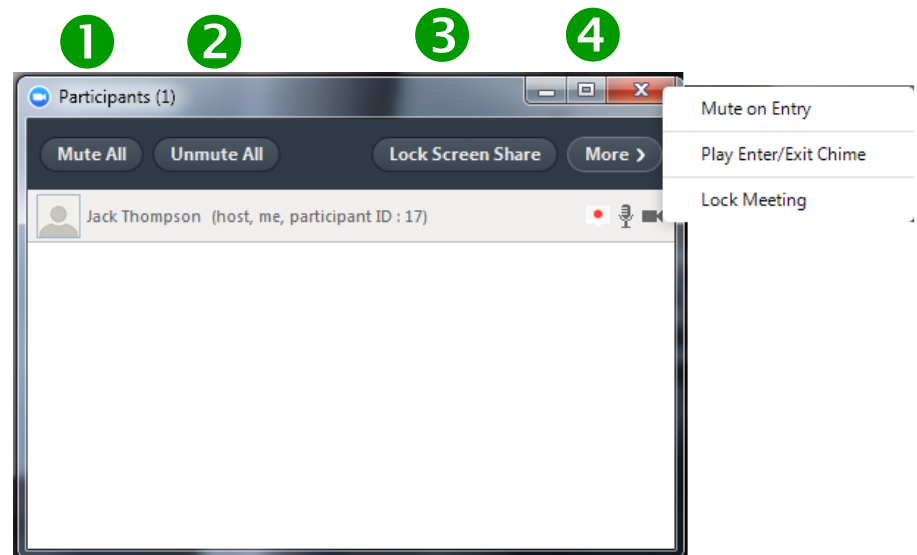 1 2 3 4
Participants (1)
Mute All Unmute All Lock Screen Share More >
Jack Thompson (host, me, participant ID : 17)
Mute on Entry
Play Enter/Exit Chime
Lock Meeting